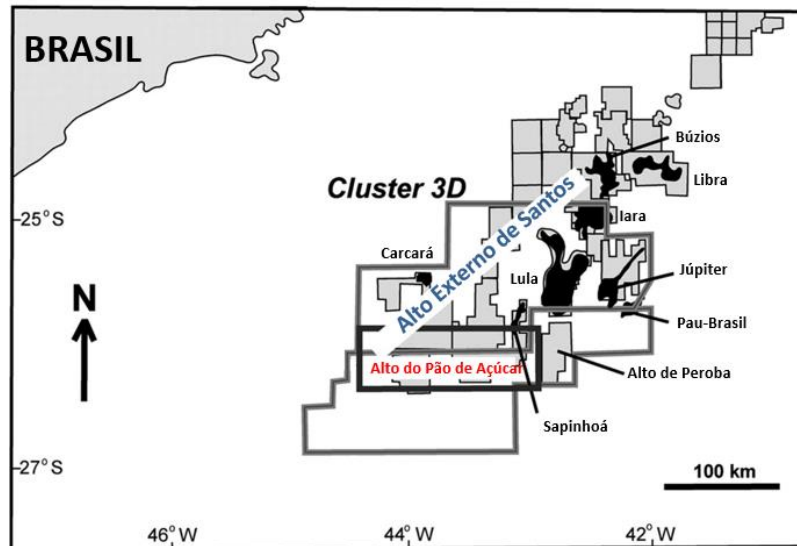 BRASIL
Búzios
Libra
Cluster 3D
Alto Externo de Santos
Iara
25°S
Carcará
Lula
Júpiter
N
Pau-Brasil
Alto do Pão de Açúcar
Alto de Peroba
Sapinhoá
27°S
100 km
46°W
44°W
42°W